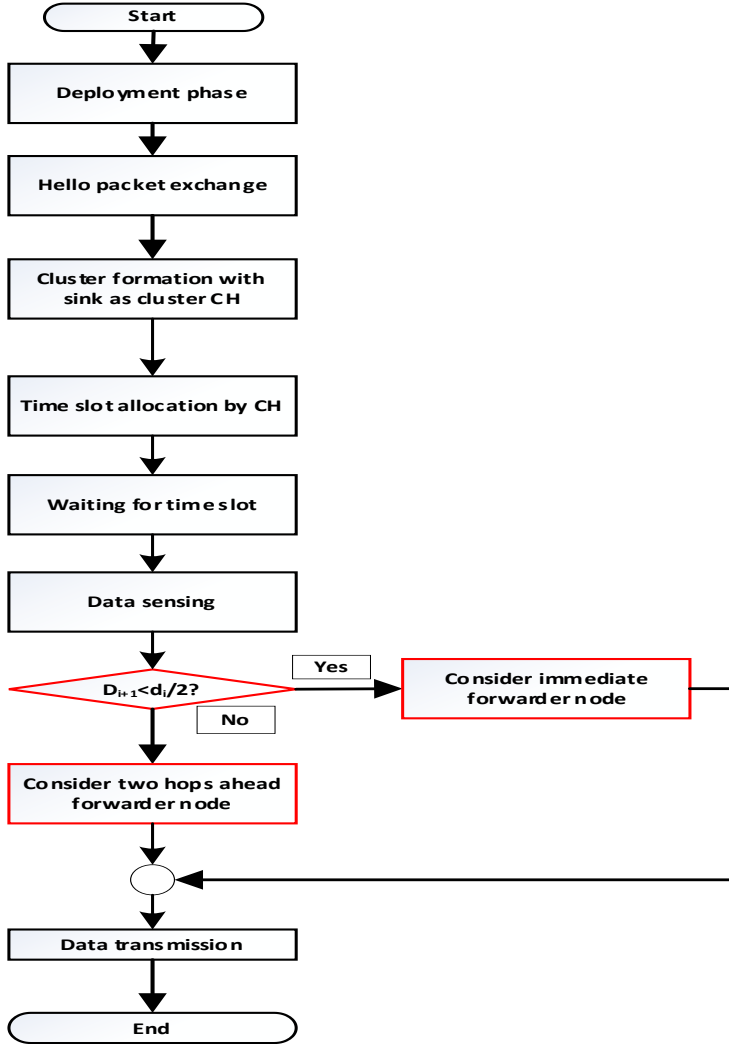 Start
Deployment phase
Hello packet exchange
Cluster formation with
sink as cluster CH
Time slot allocation by CH
Waiting for time slot
Data sensing
Dᵢ₊₁<dᵢ/2?
Yes
Consider immediate
forwarder node
No
Consider two hops ahead
forwarder node
Data transmission
End